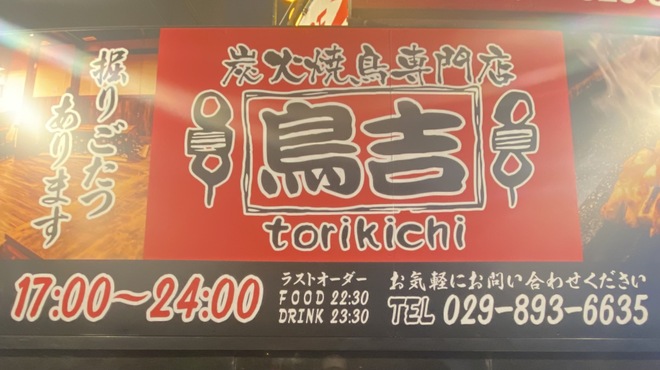 掘りごたつ
あります
炭火焼鳥専門店
鳥吉
torikichi
17:00〜24:00
ラストオーダー
FOOD 22:30
DRINK 23:30
お気軽にお問い合わせください
TEL 029-893-6635